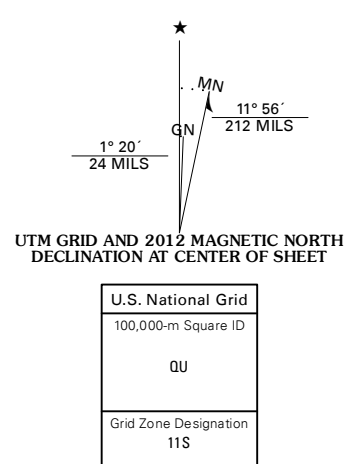 ★
MN
GN
11° 56´
212 MILS
1° 20´
24 MILS
UTM GRID AND 2012 MAGNETIC NORTH
DECLINATION AT CENTER OF SHEET
U.S. National Grid
100,000-m Square ID
QU
Grid Zone Designation
11S